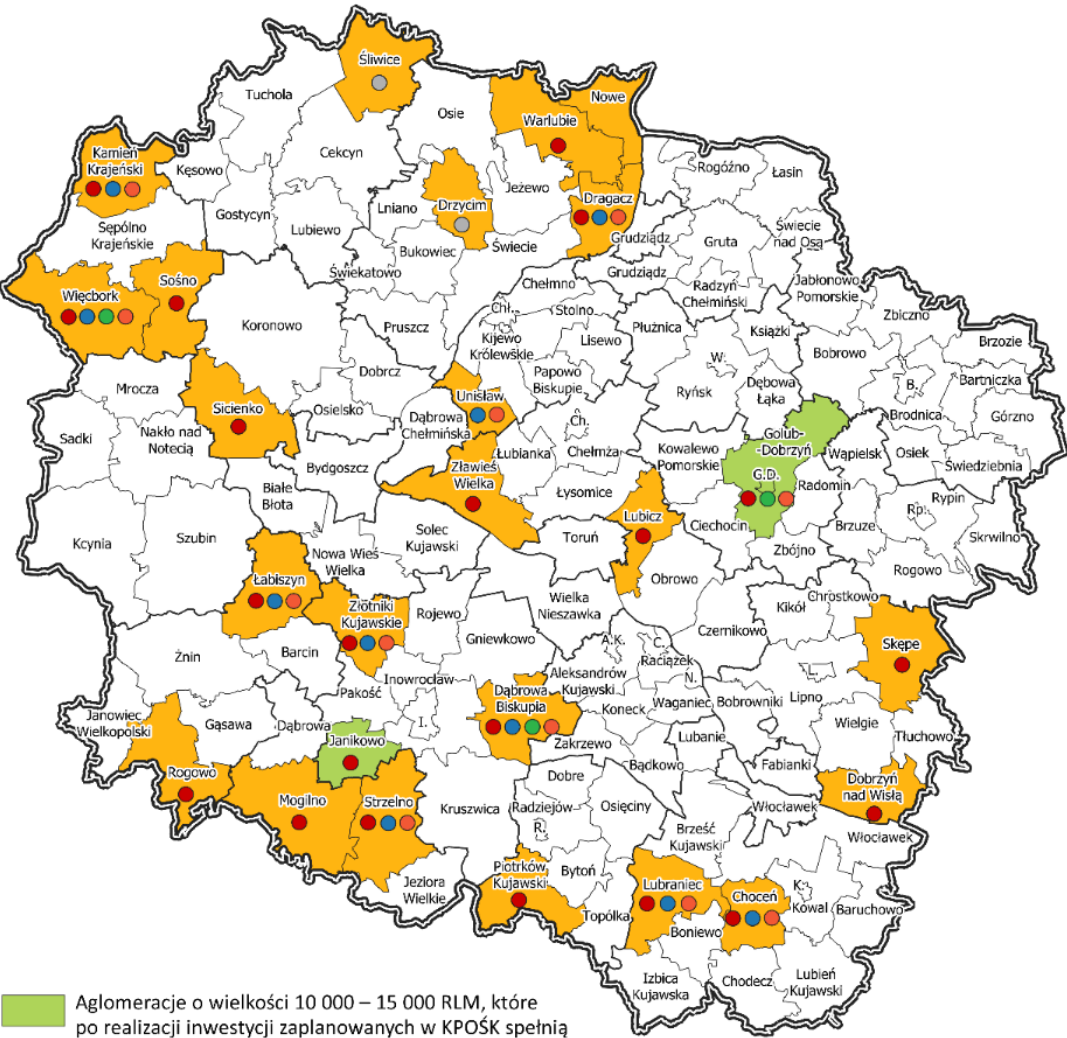 Śliwice
Tuchola
Nowe
Osie
Warlubie
Kamień
Krajeński
Cekcyn
Kęsowo
Rogóźno
Łasin
Jeżewo
Dragacz
Drzycim
Lniano
Gostycyn
Sępólno
Krajeńskie
Lubiewo
Świecie
nad Osą
Grudziądz
Gruta
Bukowiec
Świecie
Świekatowo
Grudziądz
Sośno
Chełmno
Radzyń
Chełmiński
Jabłonowo
Pomorskie
Więcbork
Chł.
Stolno
Zbiczno
Koronowo
Pruszcz
Kijewo
Królewskie
Lisewo
Płużnica
Książki
Brzozie
Bobrowo
W.
Dobrcz
Papowo
Biskupie
Mrocza
Ryńsk
Dębowa
Łąka
B.
Bartniczka
Unisław
Sicienko
Osielsko
Dąbrowa
Chełmińska
Ch.
Brodnica
Górzno
Sadki
Nakło nad
Notecią
Golub-
-Dobrzyń
Łubianka
Chełmża
Kowalewo
Pomorskie
Wąpielsk
Osiek
Świedziebnia
Bydgoszcz
Zławieś
Wielka
G.D.
Radomin
Białe
Błota
Łysomice
Rypin
Rp.
Lubicz
Ciechocin
Brzuze
Skrwilno
Kcynia
Szubin
Solec
Kujawski
Toruń
Zbójno
Nowa Wieś
Wielka
Rogowo
Łabiszyn
Obrowo
Wielka
Nieszawka
Chrostkowo
Kikół
Złotniki
Kujawskie
Rojewo
Gniewkowo
Czernikowo
Skępe
A.K.
C.
Raciążek
Żnin
Barcin
Aleksandrów
Kujawski
N.
L.
Inowrocław
Pakość
Dąbrowa
Biskupia
Waganiec
Bobrowniki
Lipno
Janowiec
Wielkopolski
Gąsawa
Dąbrowa
I.
Koneck
Wielgie
Janikowo
Zakrzewo
Lubanie
Tłuchowo
Bądkowo
Fabianki
Rogowo
Dobre
Dobrzyń
nad Wisłą
Mogilno
Strzelno
Kruszwica
Radziejów
Osięciny
Włocławek
R.
Brześć
Kujawski
Włocławek
Piotrków
Kujawski
Bytoń
Jeziora
Wielkie
Lubraniec
Choceń
K.
Kowal
Baruchowo
Topólka
Boniewo
Izbica
Kujawska
Chodecz
Lubień
Kujawski
Aglomeracje o wielkości 10 000 – 15 000 RLM, które
po realizacji inwestycji zaplanowanych w KPOŚK spełnią